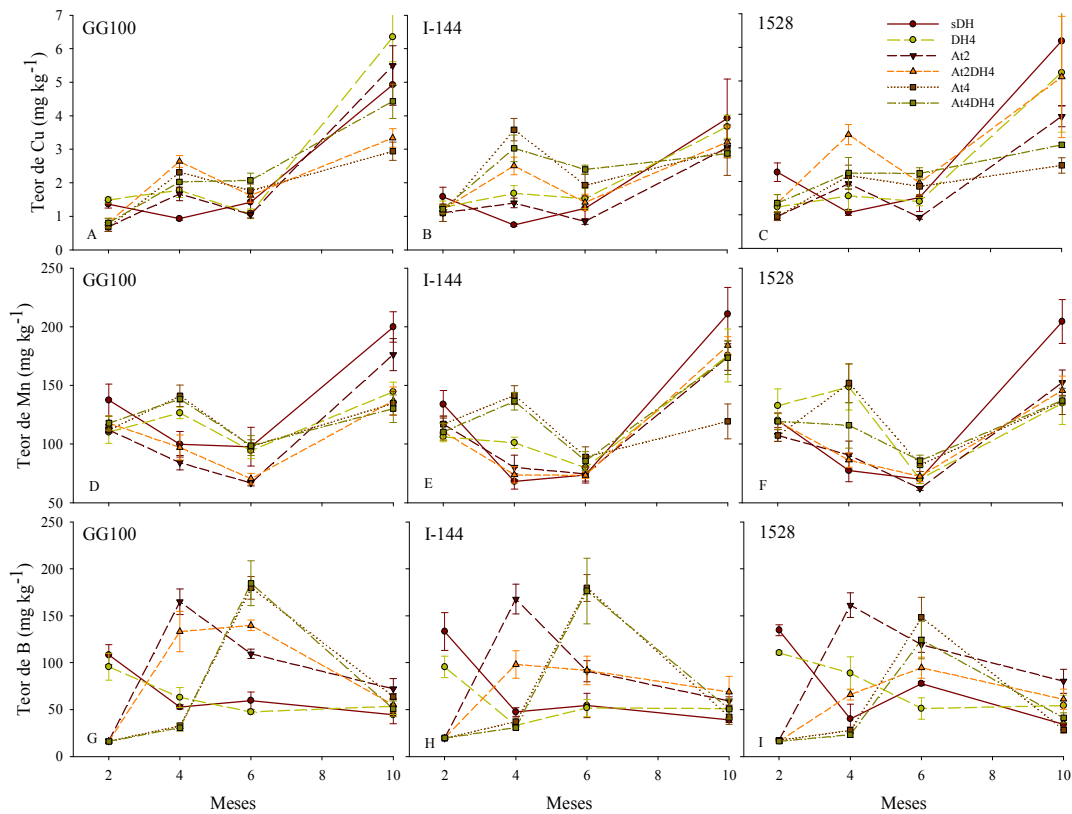 GG100
I-144
1528
sDH
DH4
At2
At2DH4
At4
At4DH4
Teor de Cu (mg kg-1)
7
6
5
4
3
2
1
0
A
B
C
GG100
I-144
1528
Teor de Mn (mg kg-1)
250
200
150
100
50
D
E
F
GG100
I-144
1528
Teor de B (mg kg-1)
250
200
150
100
50
0
G
H
I
2 4 6 10
2 4 6 10
2 4 6 10
Meses
Meses
Meses